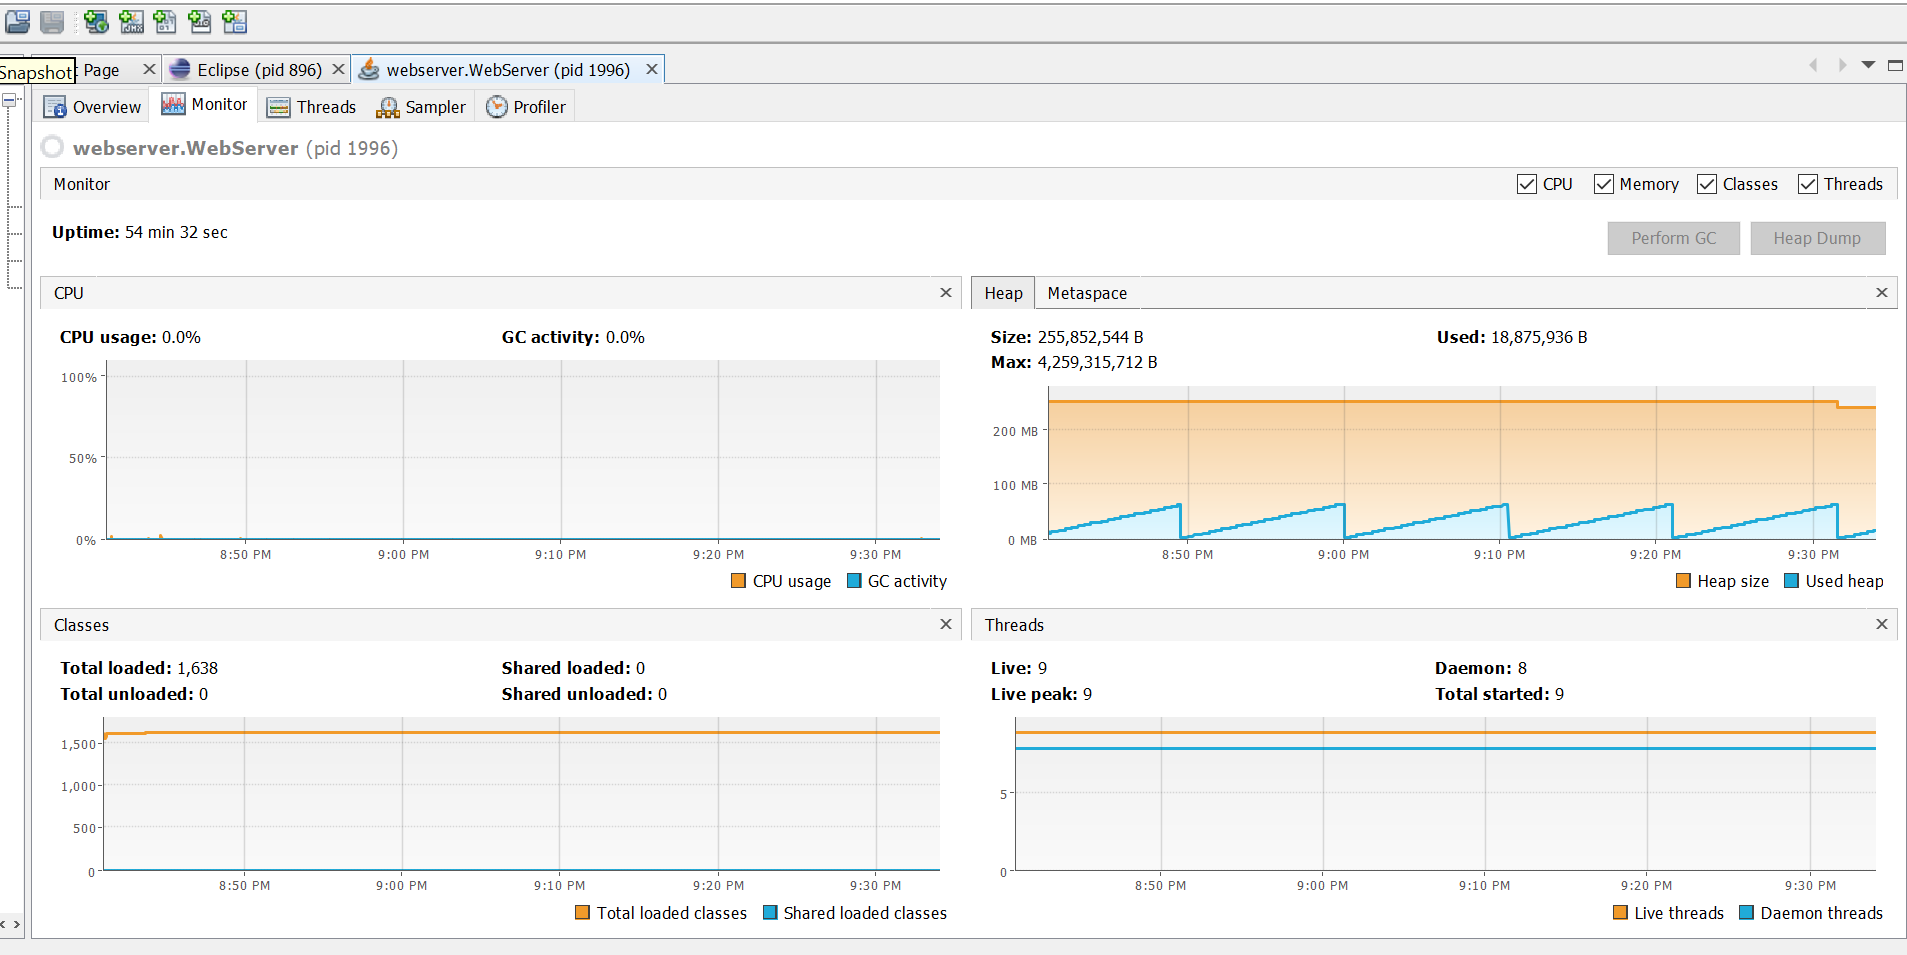 Snapshot Page Eclipse (pid 896) webserver.WebServer (pid 1996)
Overview Monitor Threads Sampler Profiler
webserver.WebServer (pid 1996)
Monitor CPU Memory Classes Threads
Uptime: 54 min 32 sec Perform GC Heap Dump
CPU
CPU usage: 0.0% GC activity: 0.0%
100%
50%
0%
8:50 PM 9:00 PM 9:10 PM 9:20 PM 9:30 PM
CPU usage GC activity
Heap Metaspace
Size: 255,852,544 B Used: 18,875,936 B
Max: 4,259,315,712 B
200 MB
100 MB
0 MB
8:50 PM 9:00 PM 9:10 PM 9:20 PM 9:30 PM
Heap size Used heap
Classes
Total loaded: 1,638 Shared loaded: 0
Total unloaded: 0 Shared unloaded: 0
1,500
1,000
500
0
8:50 PM 9:00 PM 9:10 PM 9:20 PM 9:30 PM
Total loaded classes Shared loaded classes
Threads
Live: 9 Daemon: 8
Live peak: 9 Total started: 9
5
0
8:50 PM 9:00 PM 9:10 PM 9:20 PM 9:30 PM
Live threads Daemon threads